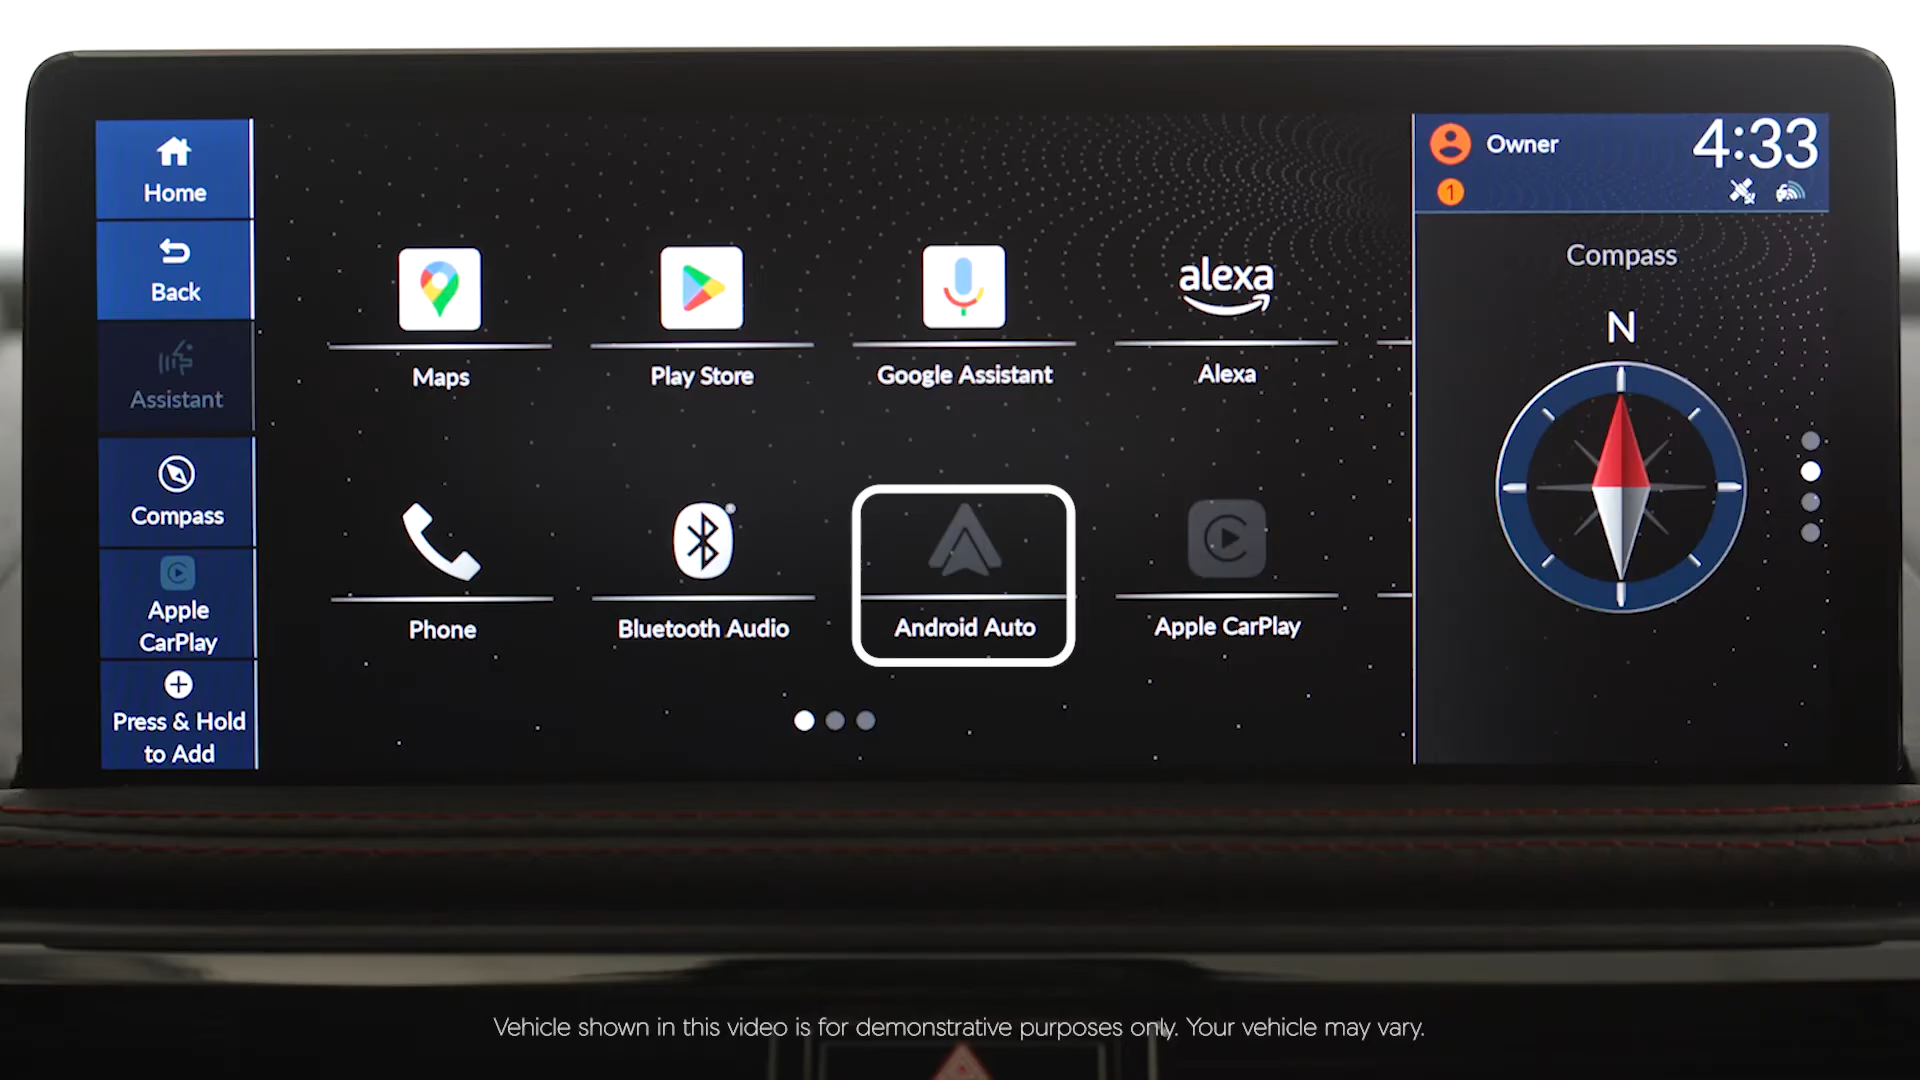 Home
Back
Assistant
Compass
Apple
CarPlay
Press & Hold
to Add
Maps
Play Store
Google Assistant
alexa
Alexa
Phone
Bluetooth Audio
Android Auto
Apple CarPlay
Owner
4:33
1
Compass
N
Vehicle shown in this video is for demonstrative purposes only. Your vehicle may vary.